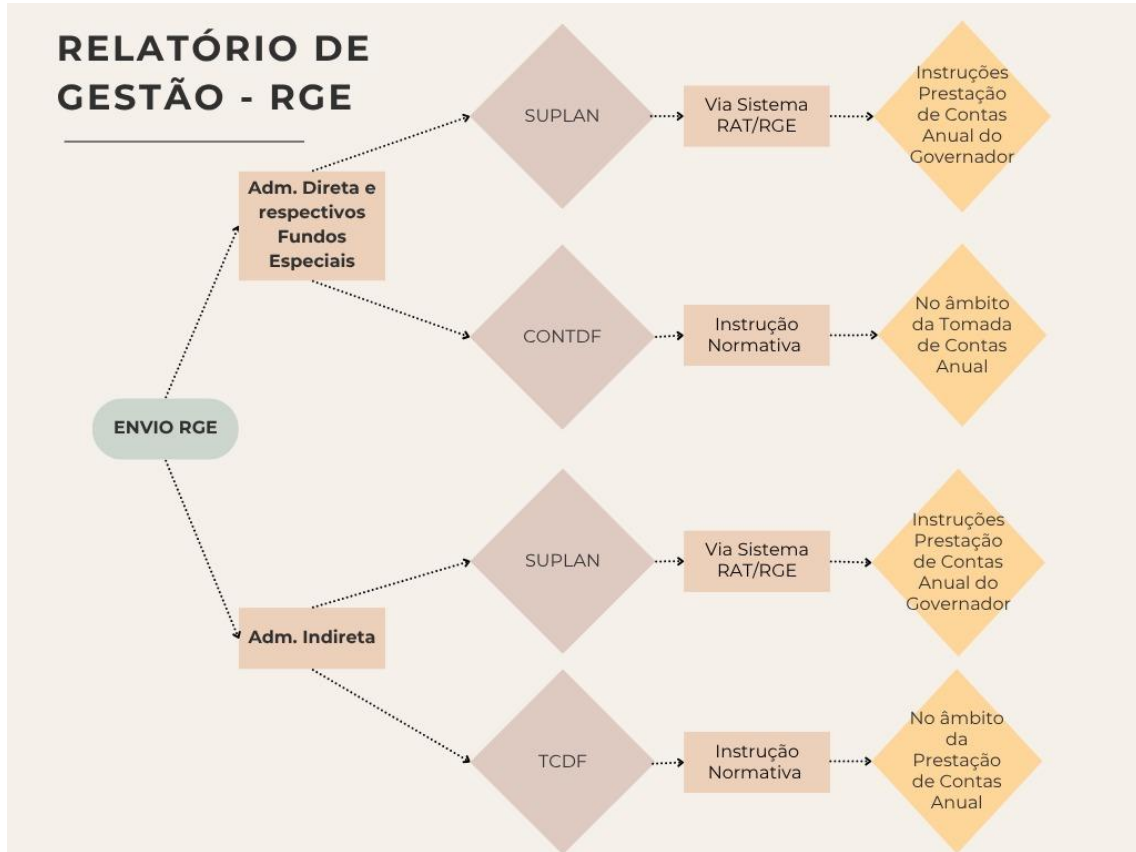 RELATÓRIO DE
GESTÃO - RGE
ENVIO RGE
Adm. Direta e
respectivos
Fundos
Especiais
SUPLAN
Via Sistema
RAT/RGE
Instruções
Prestação
de Contas
Anual do
Governador
CONTDF
Instrução
Normativa
No âmbito
da Tomada
de Contas
Anual
Adm. Indireta
SUPLAN
Via Sistema
RAT/RGE
Instruções
Prestação
de Contas
Anual do
Governador
TCDF
Instrução
Normativa
No âmbito
da
Prestação
de Contas
Anual